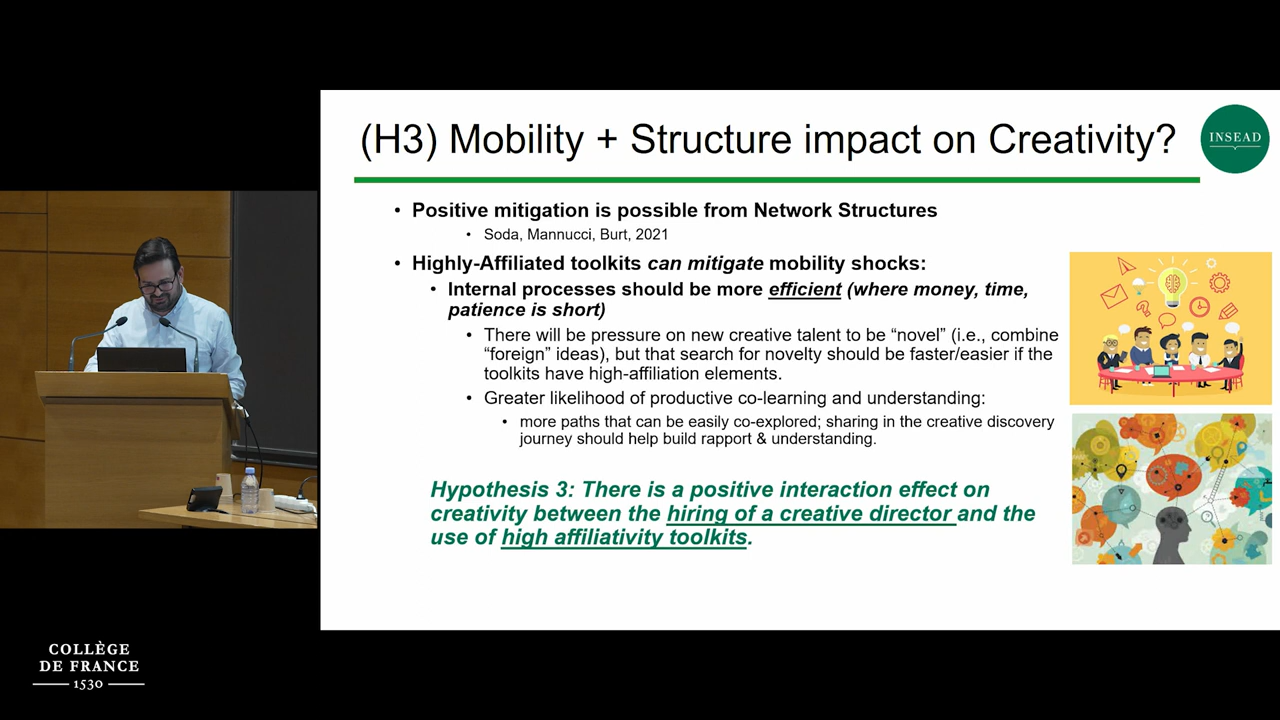 (H3) Mobility + Structure impact on Creativity?
INSEAD
• Positive mitigation is possible from Network Structures
• Soda, Mannucci, Burt, 2021
• Highly-Affiliated toolkits can mitigate mobility shocks:
• Internal processes should be more efficient (where money, time,
patience is short)
• There will be pressure on new creative talent to be “novel” (i.e., combine
“foreign” ideas), but that search for novelty should be faster/easier if the
toolkits have high-affiliation elements.
• Greater likelihood of productive co-learning and understanding:
• more paths that can be easily co-explored; sharing in the creative discovery
journey should help build rapport & understanding.
Hypothesis 3: There is a positive interaction effect on
creativity between the hiring of a creative director and the
use of high affiliativity toolkits.
COLLÈGE
DE FRANCE
1530